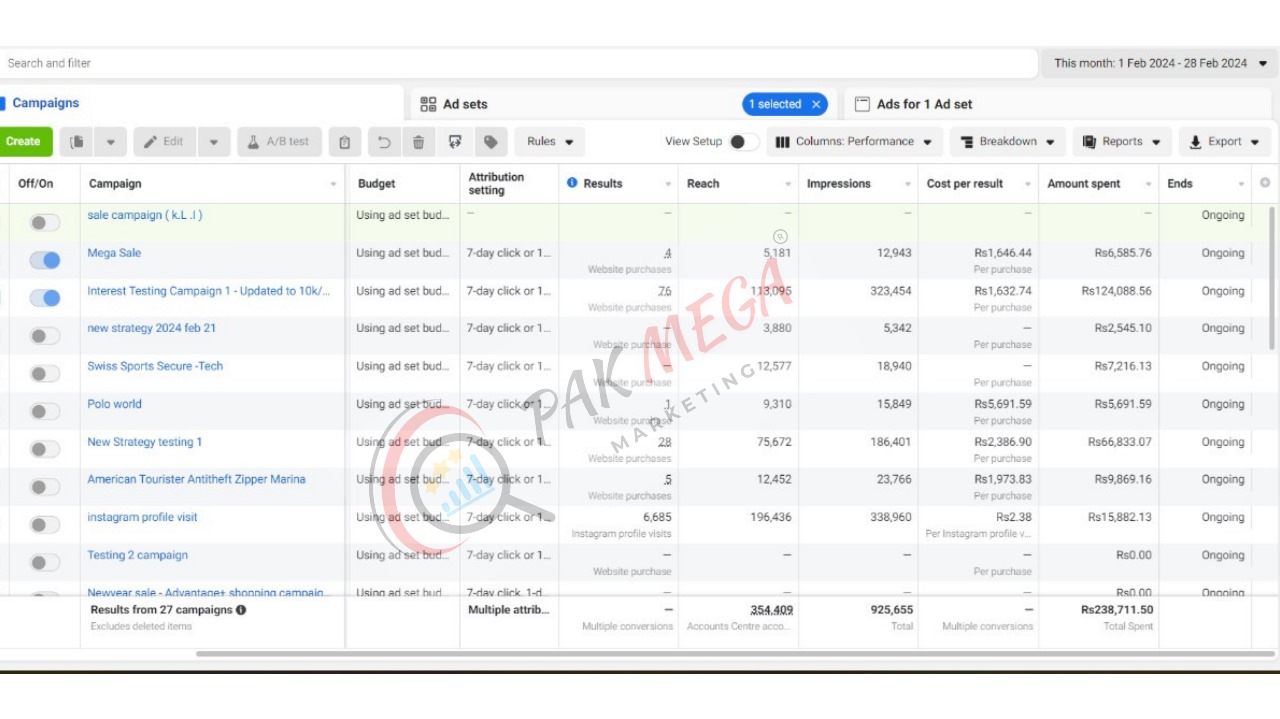 Search and filter
This month: 1 Feb 2024 - 28 Feb 2024
Campaigns
Ad sets
1 selected
Ads for 1 Ad set
Create
Edit
A/B test
Rules
View Setup
Columns: Performance
Breakdown
Reports
Export
Off/On Campaign Budget Attribution setting Results Reach Impressions Cost per result Amount spent Ends
sale campaign ( k.L .I ) Using ad set bud... – – – – – – Ongoing
Mega Sale Using ad set bud... 7-day click or 1... 4 5,181 12,943 Rs1,646.44 Rs6,585.76 Ongoing
Website purchases Per purchase
Interest Testing Campaign 1 - Updated to 10k/... Using ad set bud... 7-day click or 1... 76 113,095 323,454 Rs1,632.74 Rs124,088.56 Ongoing
Website purchases Per purchase
new strategy 2024 feb 21 Using ad set bud... 7-day click or 1... – 3,880 5,342 – Rs2,545.10 Ongoing
Website purchase Per purchase
Swiss Sports Secure -Tech Using ad set bud... 7-day click or 1... – 12,577 18,940 – Rs7,216.13 Ongoing
Website purchase Per purchase
Polo world Using ad set bud... 7-day click or 1... 1 9,310 15,849 Rs5,691.59 Rs5,691.59 Ongoing
Website purchase Per purchase
New Strategy testing 1 Using ad set bud... 7-day click or 1... 28 75,672 186,401 Rs2,386.90 Rs66,833.07 Ongoing
Website purchases Per purchase
American Tourister Antitheft Zipper Marina Using ad set bud... 7-day click or 1... 5 12,452 23,766 Rs1,973.83 Rs9,869.16 Ongoing
Website purchases Per purchase
instagram profile visit Using ad set bud... 7-day click or 1... 6,685 196,436 338,960 Rs2.38 Rs15,882.13 Ongoing
Instagram profile visits Per Instagram profile v...
Testing 2 campaign Using ad set bud... 7-day click or 1... – – – – Rs0.00 Ongoing
Website purchase Per purchase
Newyear sale - Advantage+ shopping campaig... Using ad set bud... 7-day click, 1-d... – – – – Rs0.00 Ongoing
Results from 27 campaigns Multiple attrib... – 354,409 925,655 – Rs238,711.50
Excludes deleted items Multiple conversions Accounts Centre acco... Total Multiple conversions Total Spent
PAK MEGA
MARKETING
®